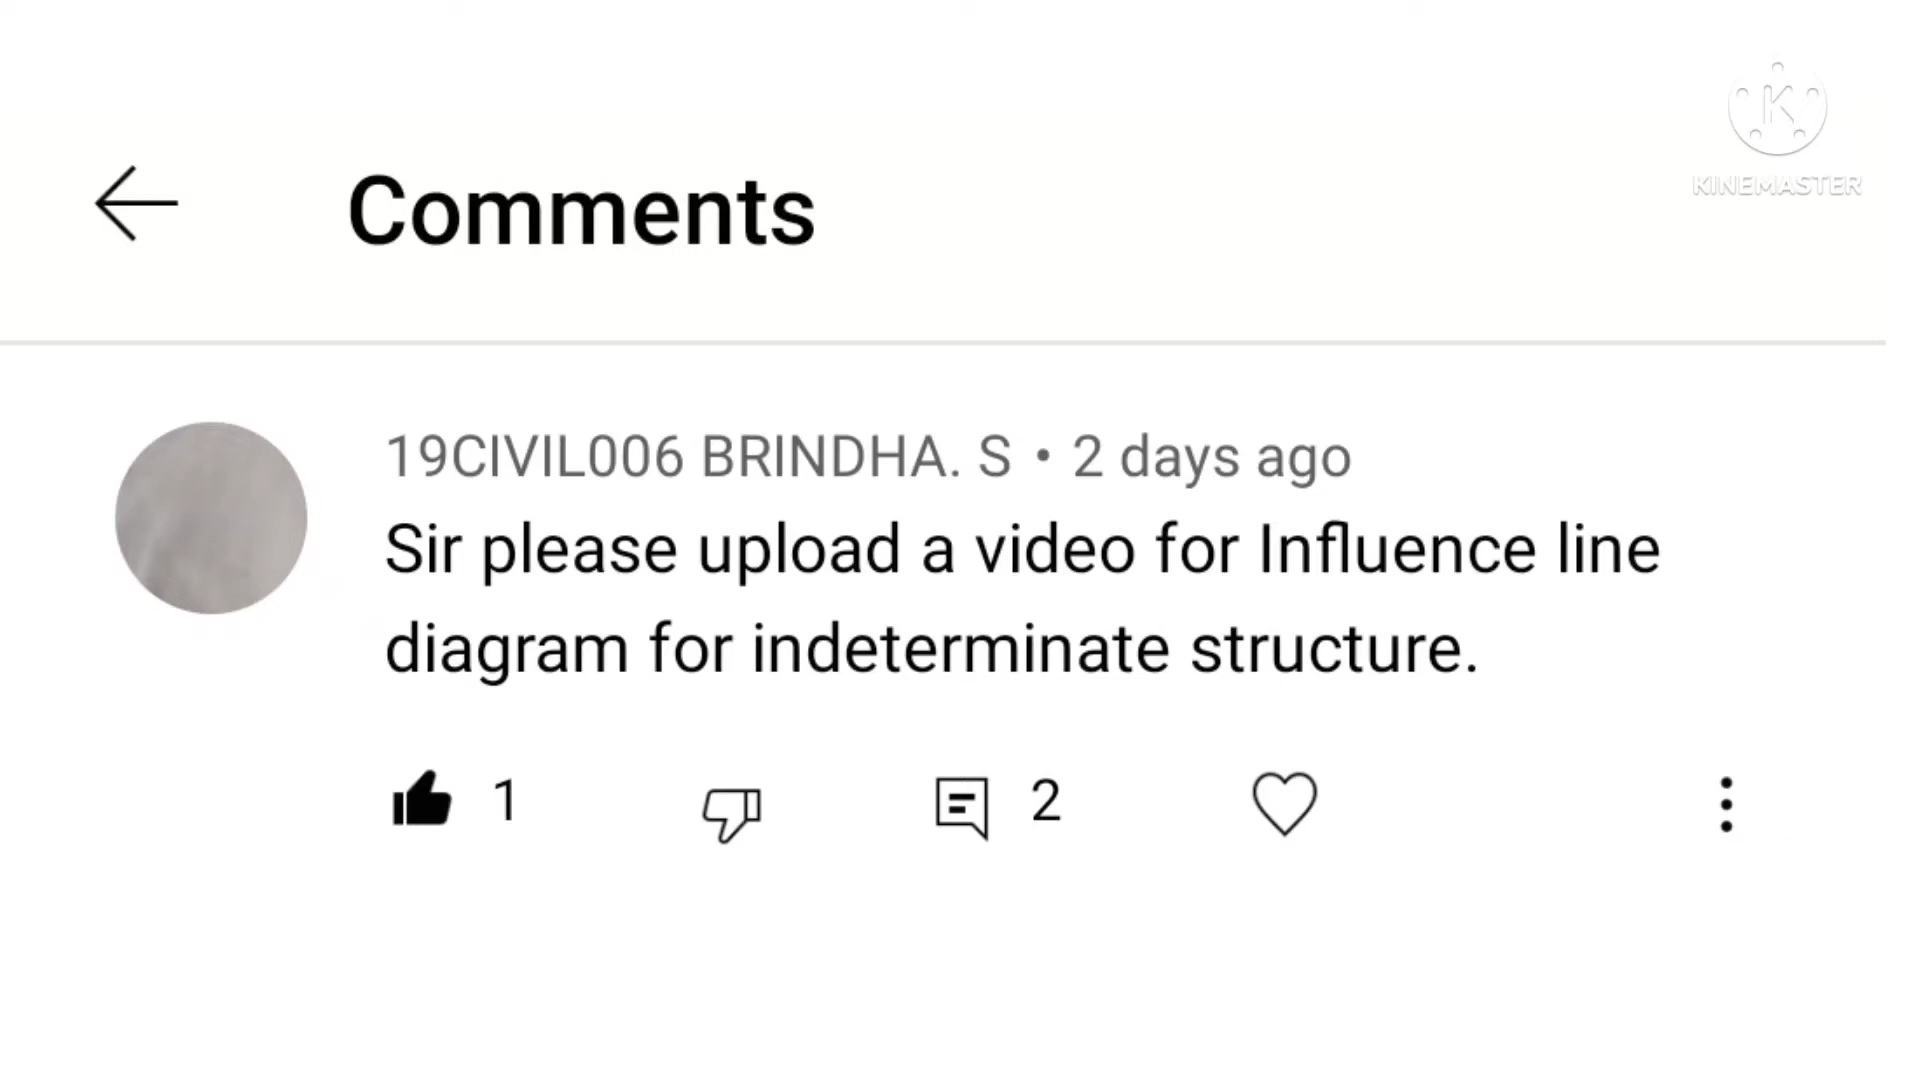 K
KINEMASTER
Comments
19CIVIL006 BRINDHA. S • 2 days ago
Sir please upload a video for Influence line
diagram for indeterminate structure.
1 2